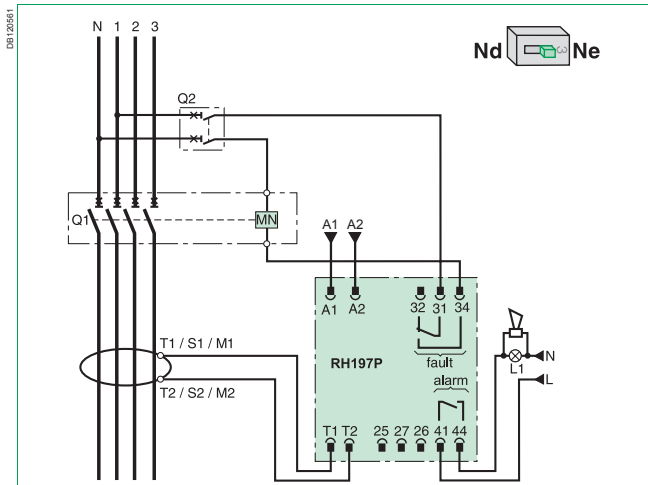 DB120561
N 1 2 3
Nd 3 Ne
Q2
Q1
MN
A1 A2
A1 A2
32 31 34
fault
T1 / S1 / M1
RH197P
N
L1
alarm
L
T2 / S2 / M2
T1 T2 25 27 26 41 44